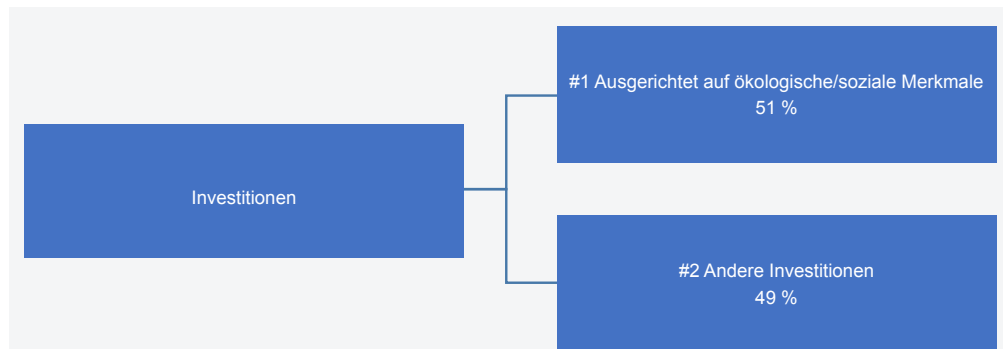 #1 Ausgerichtet auf ökologische/soziale Merkmale
51 %
Investitionen
#2 Andere Investitionen
49 %